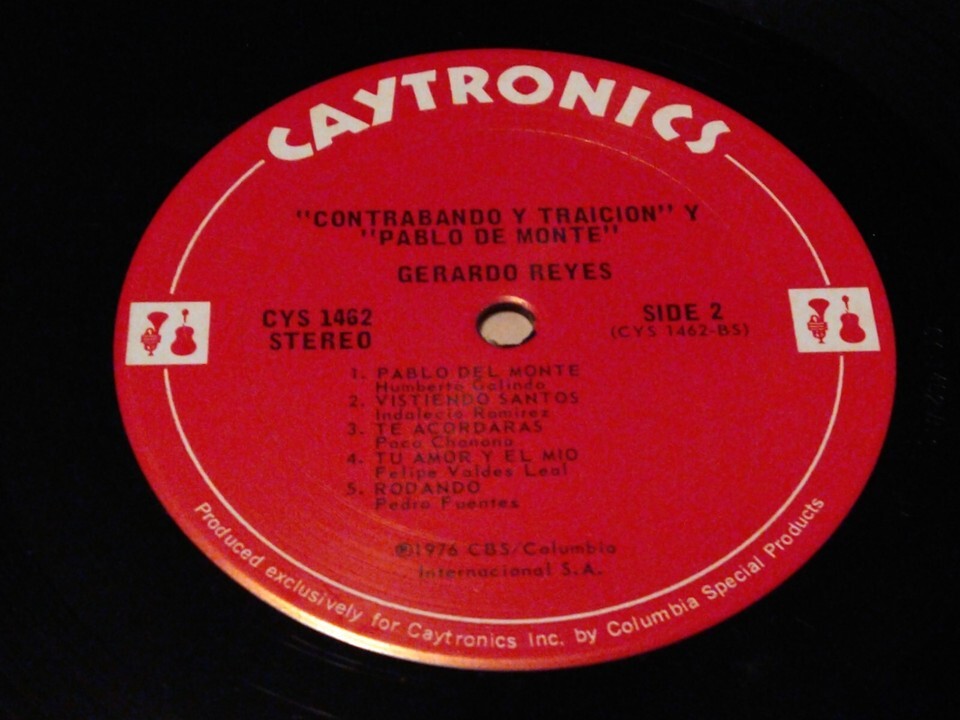 CAYTRONICS
"CONTRABANDO Y TRAICION" Y
"PABLO DE MONTE"
GERARDO REYES
CYS 1462
STEREO
SIDE 2
(CYS 1462-BS)
1. PABLO DEL MONTE
Humberto Galindo
2. VISTIENDO SANTOS
Indalecio Ramirez
3. TE ACORDARAS
Paco Chanona
4. TU AMOR Y EL MIO
Felipe Valdes Leal
5. RODANDO
Pedro Fuentes
℗1976 CBS/Columbia
Internacional S.A.
Produced exclusively for Caytronics Inc. by Columbia Special Products